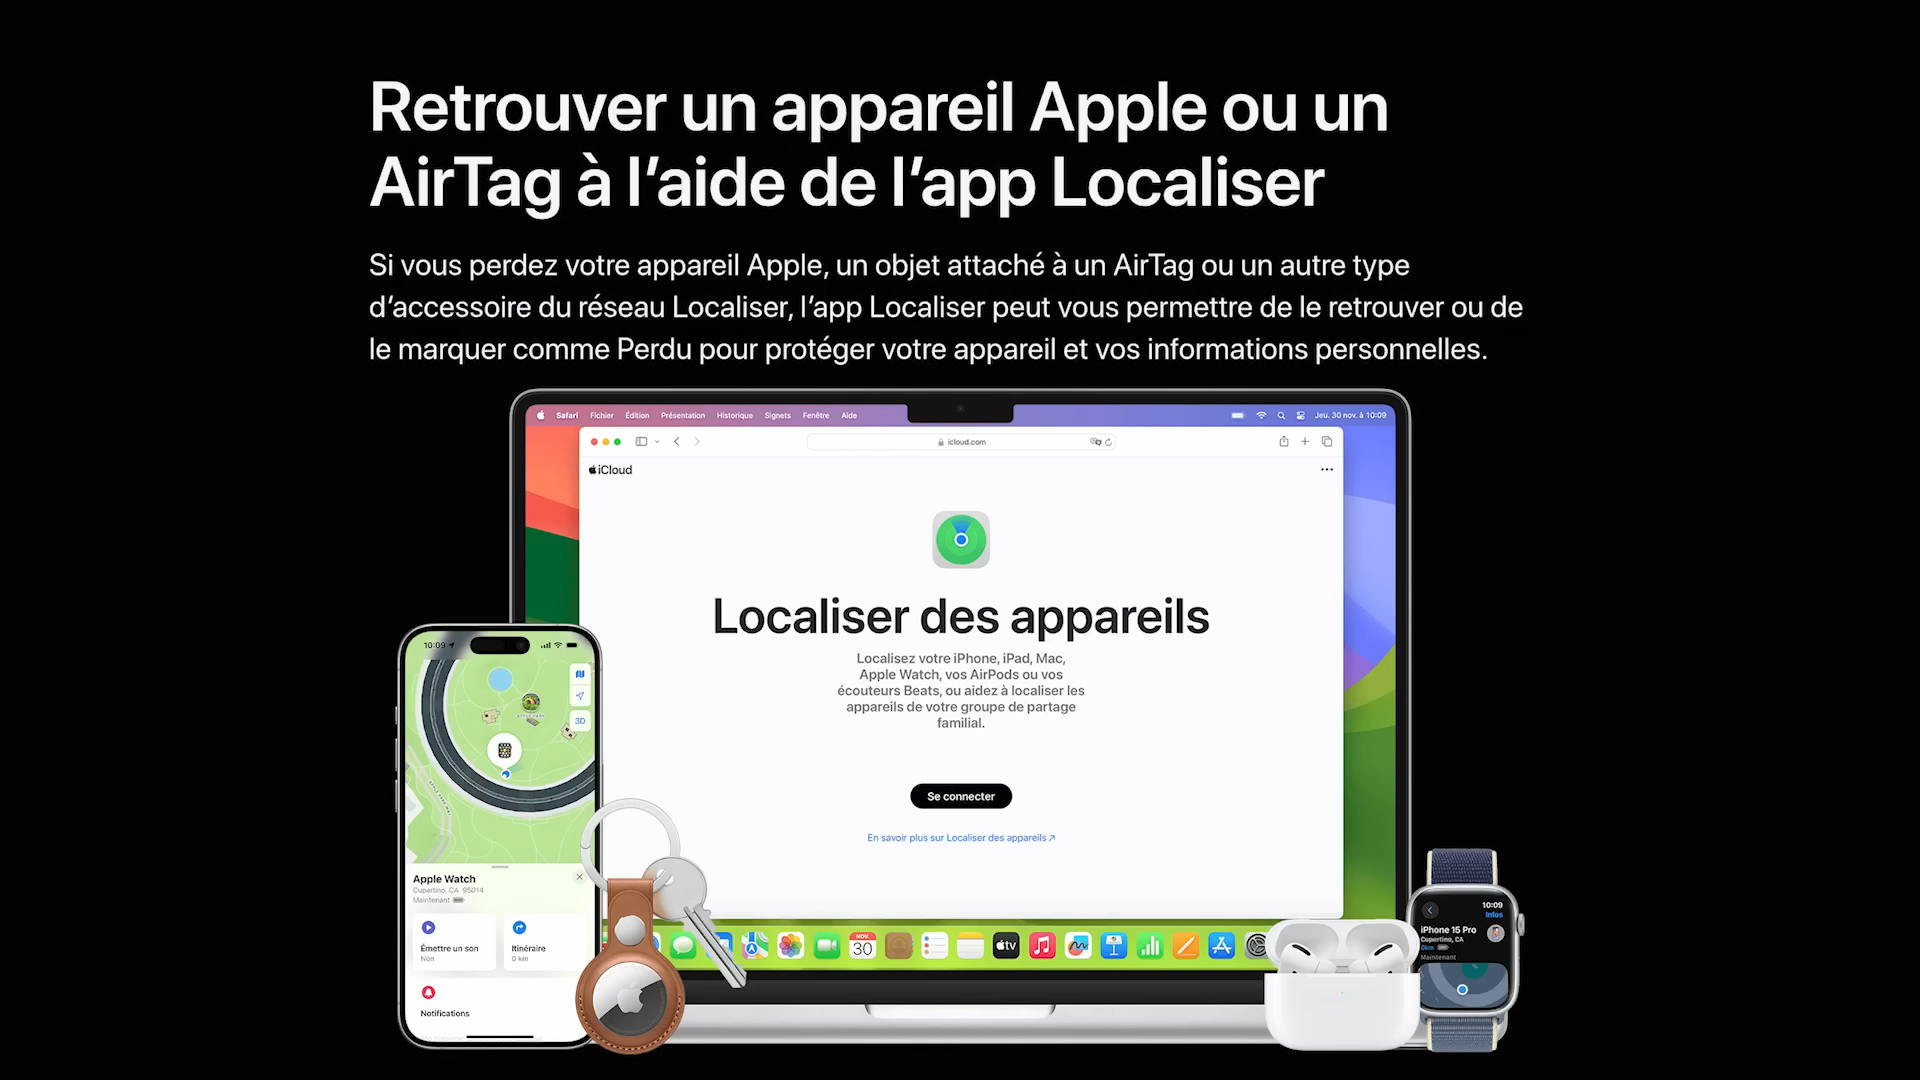 Retrouver un appareil Apple ou un
AirTag à l’aide de l’app Localiser
Si vous perdez votre appareil Apple, un objet attaché à un AirTag ou un autre type
d’accessoire du réseau Localiser, l’app Localiser peut vous permettre de le retrouver ou de
le marquer comme Perdu pour protéger votre appareil et vos informations personnelles.
Safari Fichier Édition Présentation Historique Signets Fenêtre Aide
Jeu. 30 nov. à 10:09
icloud.com
iCloud
Localiser des appareils
Localisez votre iPhone, iPad, Mac,
Apple Watch, vos AirPods ou vos
écouteurs Beats, ou aidez à localiser les
appareils de votre groupe de partage
familial.
Se connecter
En savoir plus sur Localiser des appareils
10:09
3D
APPLE PARK
Apple Watch
Cupertino, CA 95014
Maintenant
Émettre un son
Non
Itinéraire
0 km
Notifications
NOV.
30
tv
10:09
Infos
iPhone 15 Pro
Cupertino, CA
0km
Maintenant